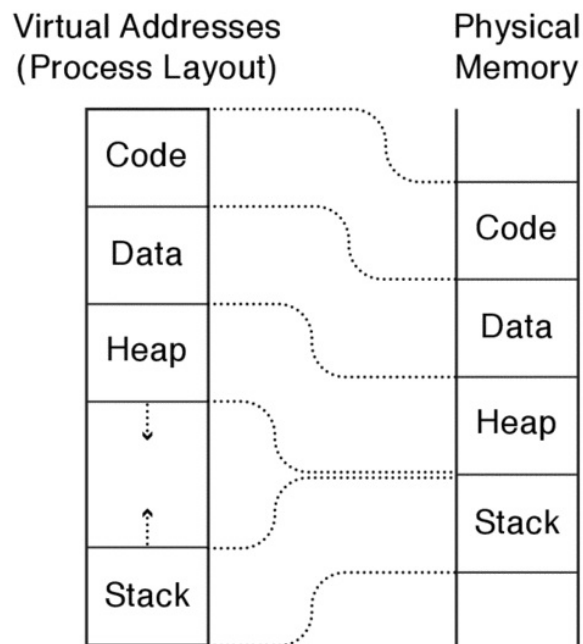 Virtual Addresses
(Process Layout)
Physical
Memory
Code
Data
Heap
Stack
Code
Data
Heap
Stack